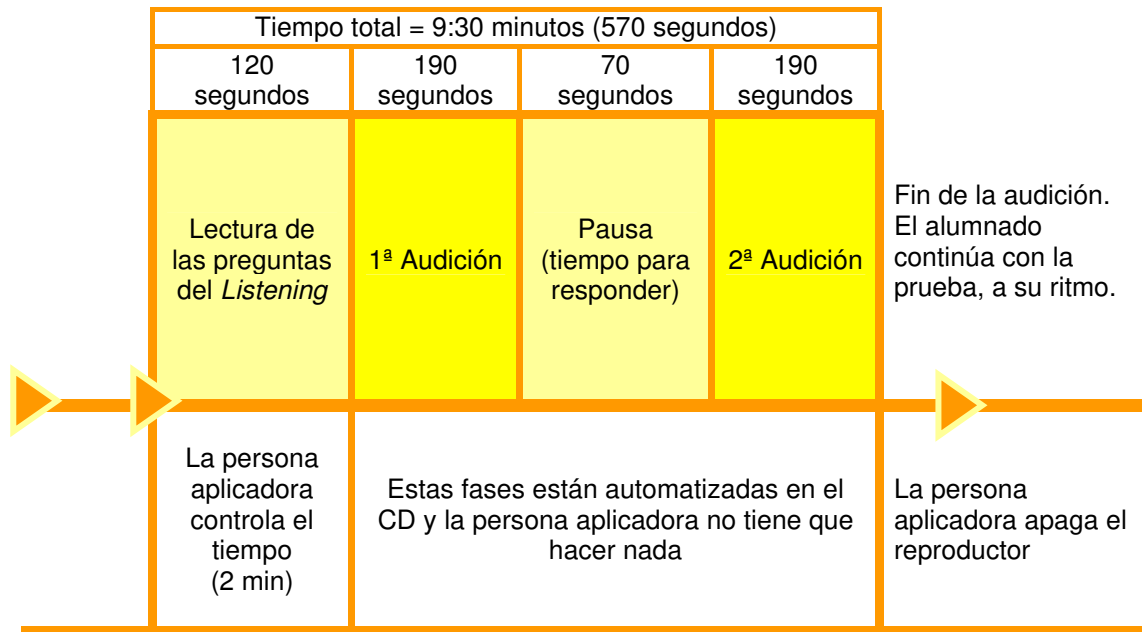 Tiempo total = 9:30 minutos (570 segundos)
120
segundos
190
segundos
70
segundos
190
segundos
Lectura de
las preguntas
del Listening
1ª Audición
Pausa
(tiempo para
responder)
2ª Audición
Fin de la audición.
El alumnado
continúa con la
prueba, a su ritmo.
La persona
aplicadora
controla el
tiempo
(2 min)
Estas fases están automatizadas en el
CD y la persona aplicadora no tiene que
hacer nada
La persona
aplicadora apaga el
reproductor